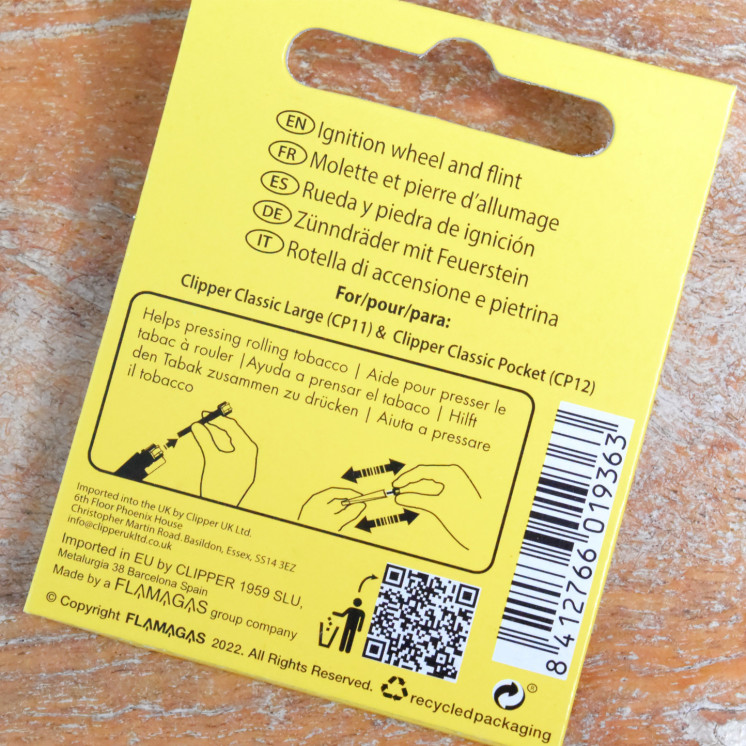 EN Ignition wheel and flint
FR Molette et pierre d'allumage
ES Rueda y piedra de ignición
DE Zünndräder mit Feuerstein
IT Rotella di accensione e pietrina
For/pour/para:
Clipper Classic Large (CP11) & Clipper Classic Pocket (CP12)
Helps pressing rolling tobacco | Aide pour presser le
tabac à rouler | Ayuda a prensar el tabaco | Hilft
den Tabak zusammen zu drücken | Aiuta a pressare
il tobacco
Imported into the UK by Clipper UK Ltd.
6th Floor Phoenix House
Christopher Martin Road. Basildon, Essex, SS14 3EZ
info@clipperukltd.co.uk
Imported in EU by CLIPPER 1959 SLU,
Metalurgia 38 Barcelona Spain
Made by a FLAMAGAS group company
© Copyright FLAMAGAS 2022. All Rights Reserved.
recycled packaging
8 412766 019363
®